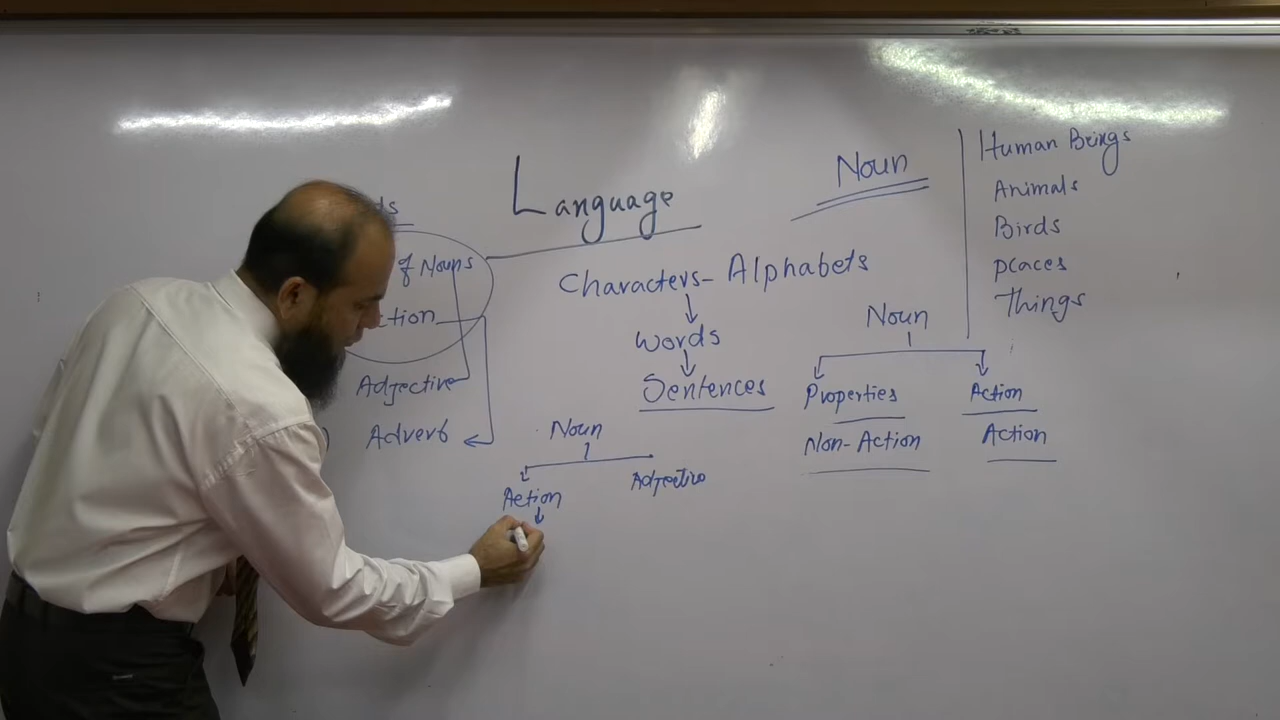 of Nouns
Adjective
Adverb
Language
Characters - Alphabets
Words
Sentences
Noun
Action
Adjective
Noun
Human Beings
Animals
Birds
places
Things
Noun
Properties
Action
Non-Action
Action